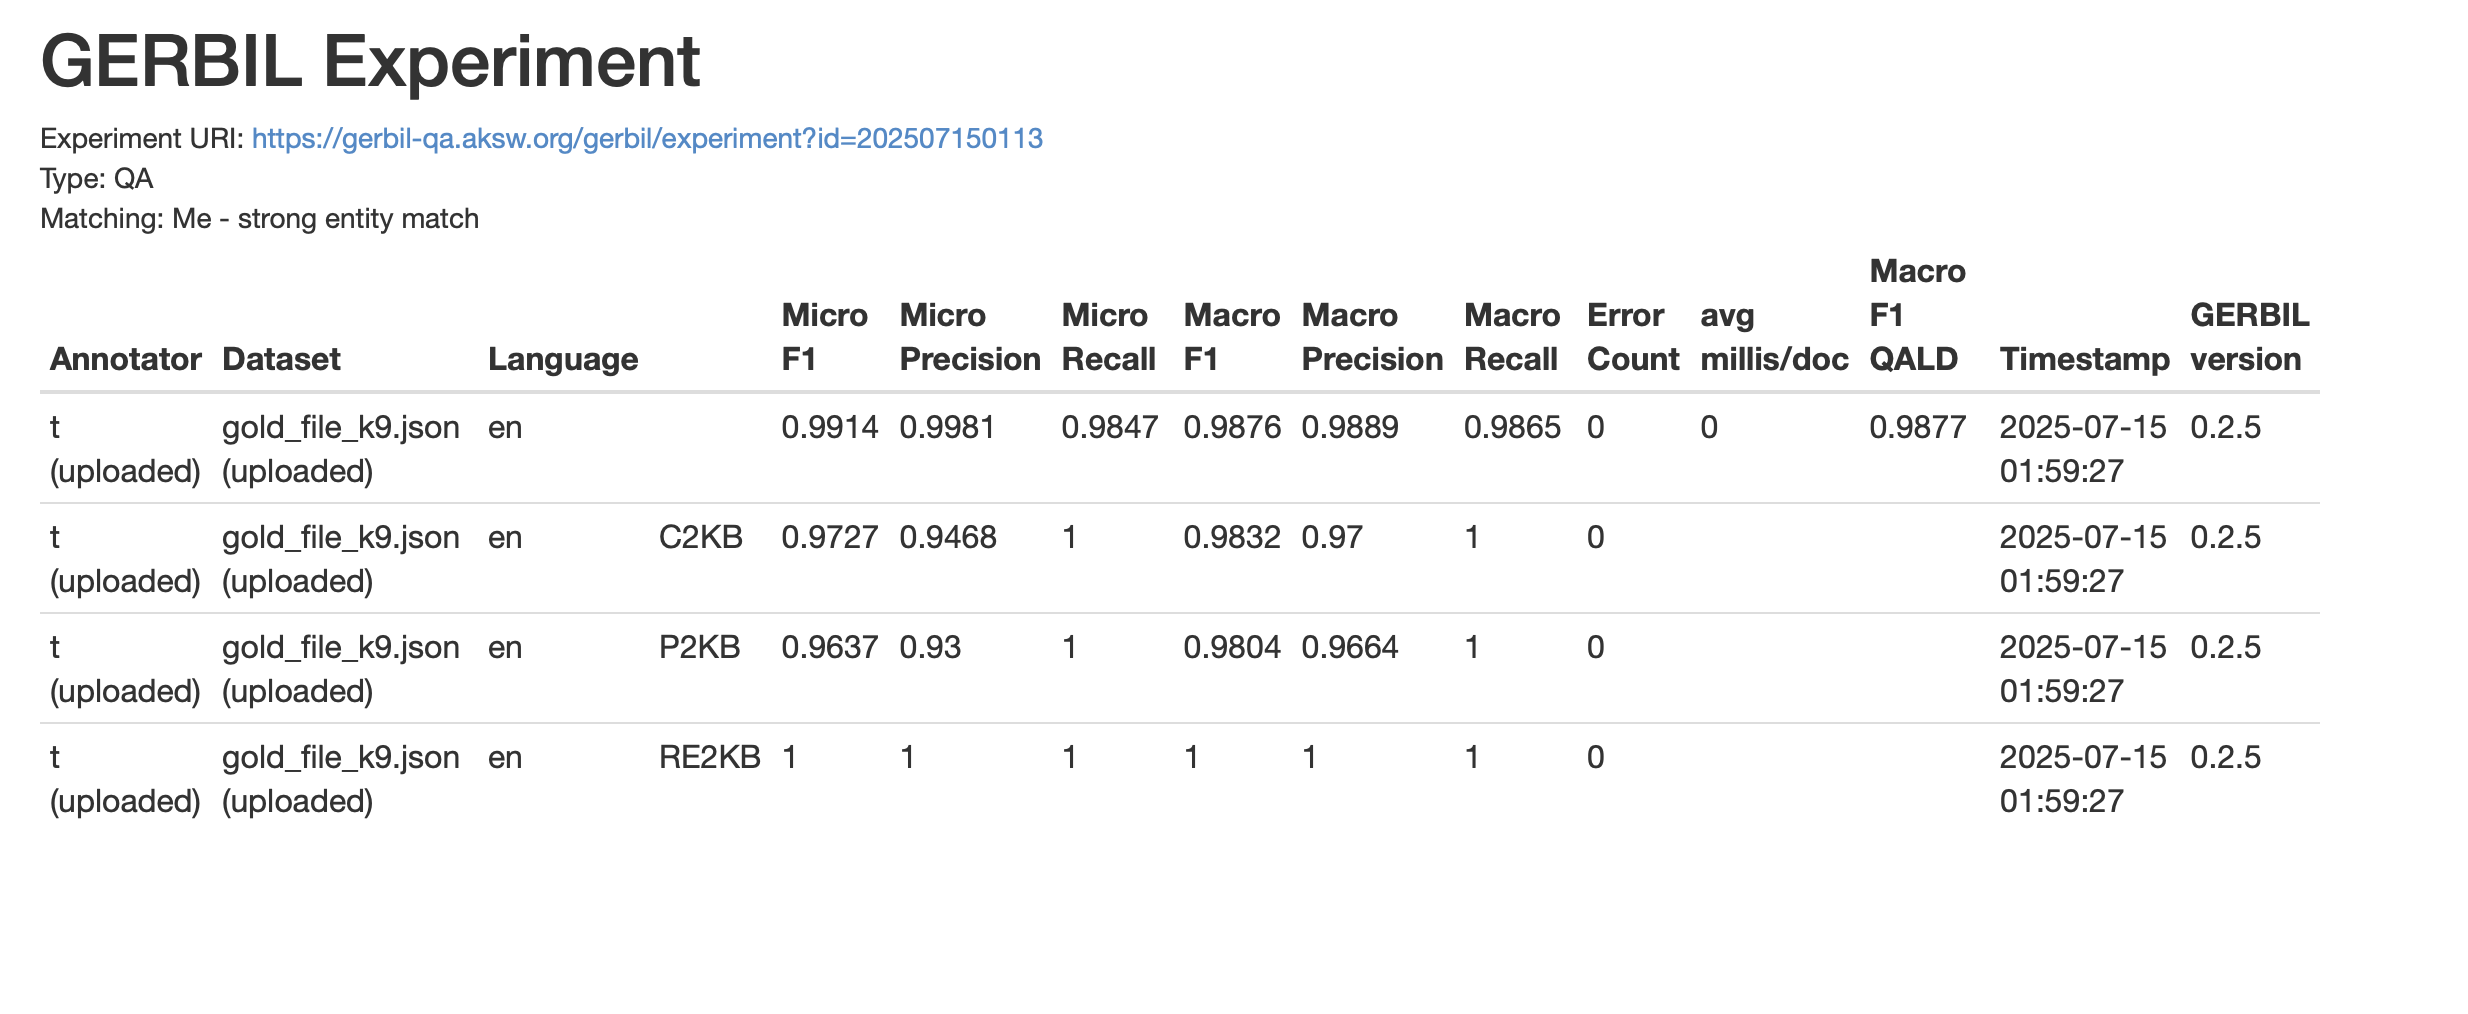 GERBIL Experiment
Experiment URI: https://gerbil-qa.aksw.org/gerbil/experiment?id=202507150113
Type: QA
Matching: Me - strong entity match
Macro
Micro Micro Micro Macro Macro Macro Error avg F1 GERBIL
Annotator Dataset Language F1 Precision Recall F1 Precision Recall Count millis/doc QALD Timestamp version
t gold_file_k9.json en 0.9914 0.9981 0.9847 0.9876 0.9889 0.9865 0 0 0.9877 2025-07-15 0.2.5
(uploaded) (uploaded) 01:59:27
t gold_file_k9.json en C2KB 0.9727 0.9468 1 0.9832 0.97 1 0 2025-07-15 0.2.5
(uploaded) (uploaded) 01:59:27
t gold_file_k9.json en P2KB 0.9637 0.93 1 0.9804 0.9664 1 0 2025-07-15 0.2.5
(uploaded) (uploaded) 01:59:27
t gold_file_k9.json en RE2KB 1 1 1 1 1 1 0 2025-07-15 0.2.5
(uploaded) (uploaded) 01:59:27